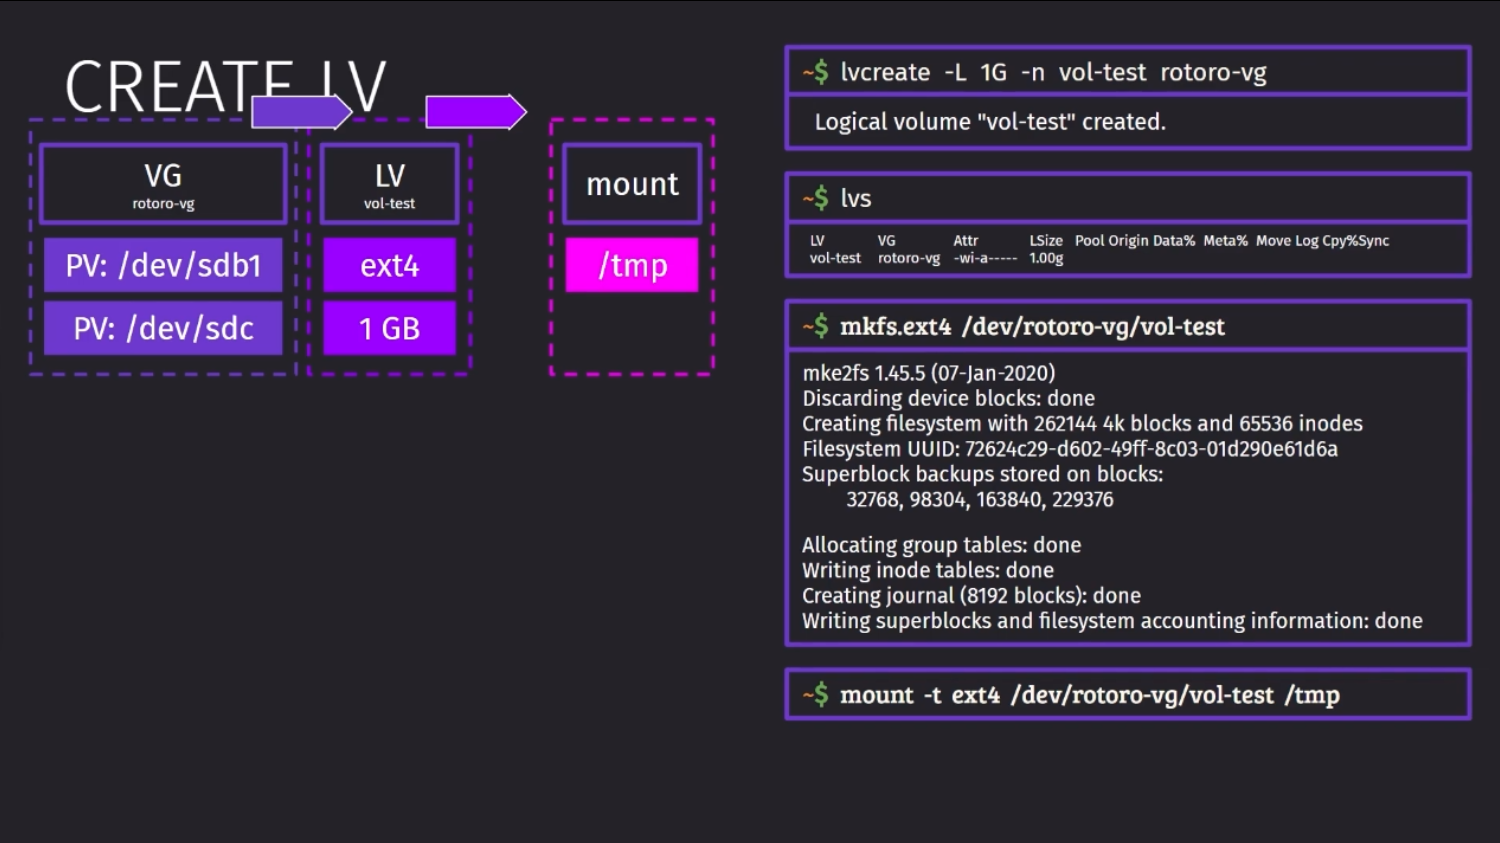 CREATE LV
VG
rotoro-vg
PV: /dev/sdb1
PV: /dev/sdc
LV
vol-test
ext4
1 GB
mount
/tmp
~$ lvcreate -L 1G -n vol-test rotoro-vg
Logical volume "vol-test" created.
~$ lvs
LV VG Attr LSize Pool Origin Data% Meta% Move Log Cpy%Sync
vol-test rotoro-vg -wi-a----- 1.00g
~$ mkfs.ext4 /dev/rotoro-vg/vol-test
mke2fs 1.45.5 (07-Jan-2020)
Discarding device blocks: done
Creating filesystem with 262144 4k blocks and 65536 inodes
Filesystem UUID: 72624c29-d602-49ff-8c03-01d290e61d6a
Superblock backups stored on blocks:
32768, 98304, 163840, 229376
Allocating group tables: done
Writing inode tables: done
Creating journal (8192 blocks): done
Writing superblocks and filesystem accounting information: done
~$ mount -t ext4 /dev/rotoro-vg/vol-test /tmp